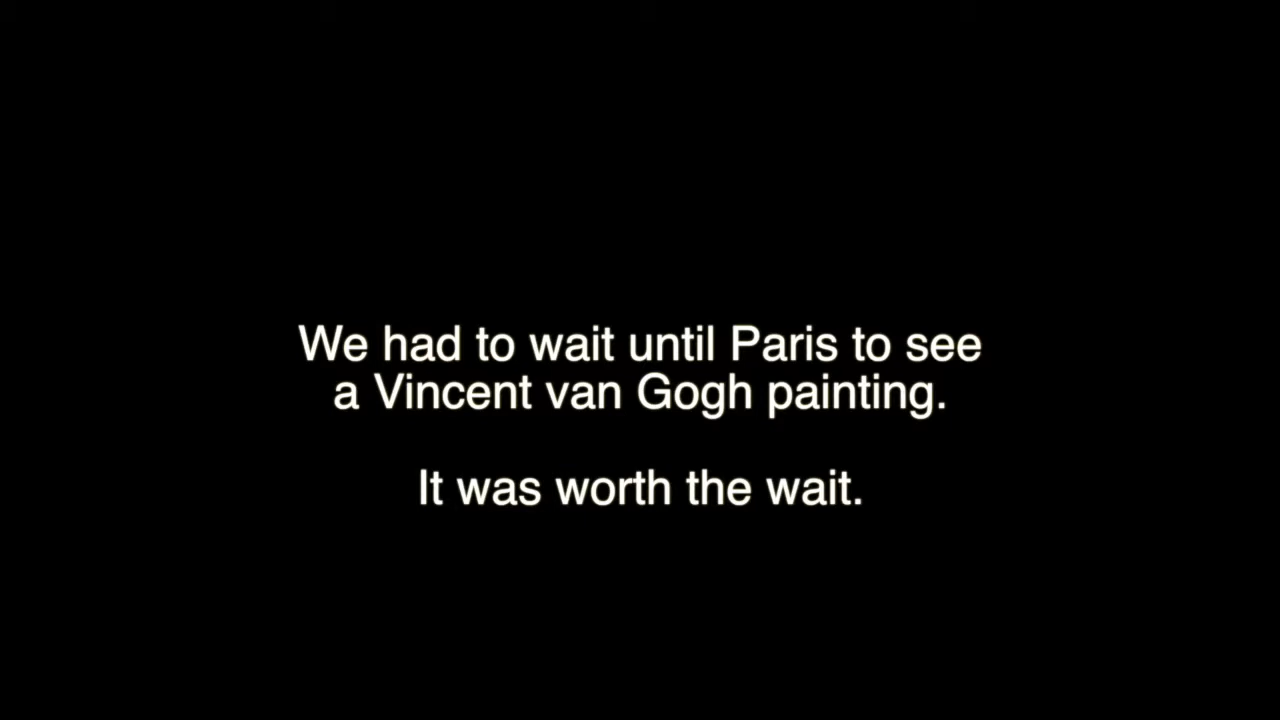 We had to wait until Paris to see
a Vincent van Gogh painting.
It was worth the wait.